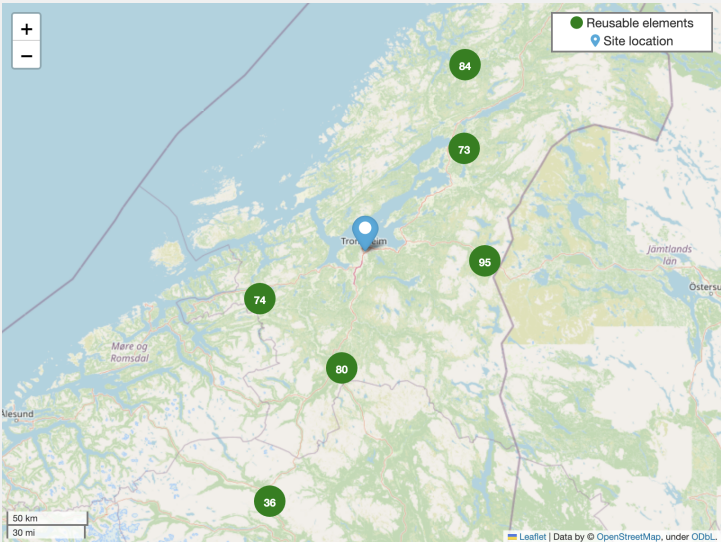 +
−
Reusable elements
Site location
84
73
Jämtlands
län
95
Östersu
74
Møre og
Romsdal
80
Ålesund
36
50 km
30 mi
Leaflet | Data by © OpenStreetMap, under ODbL.